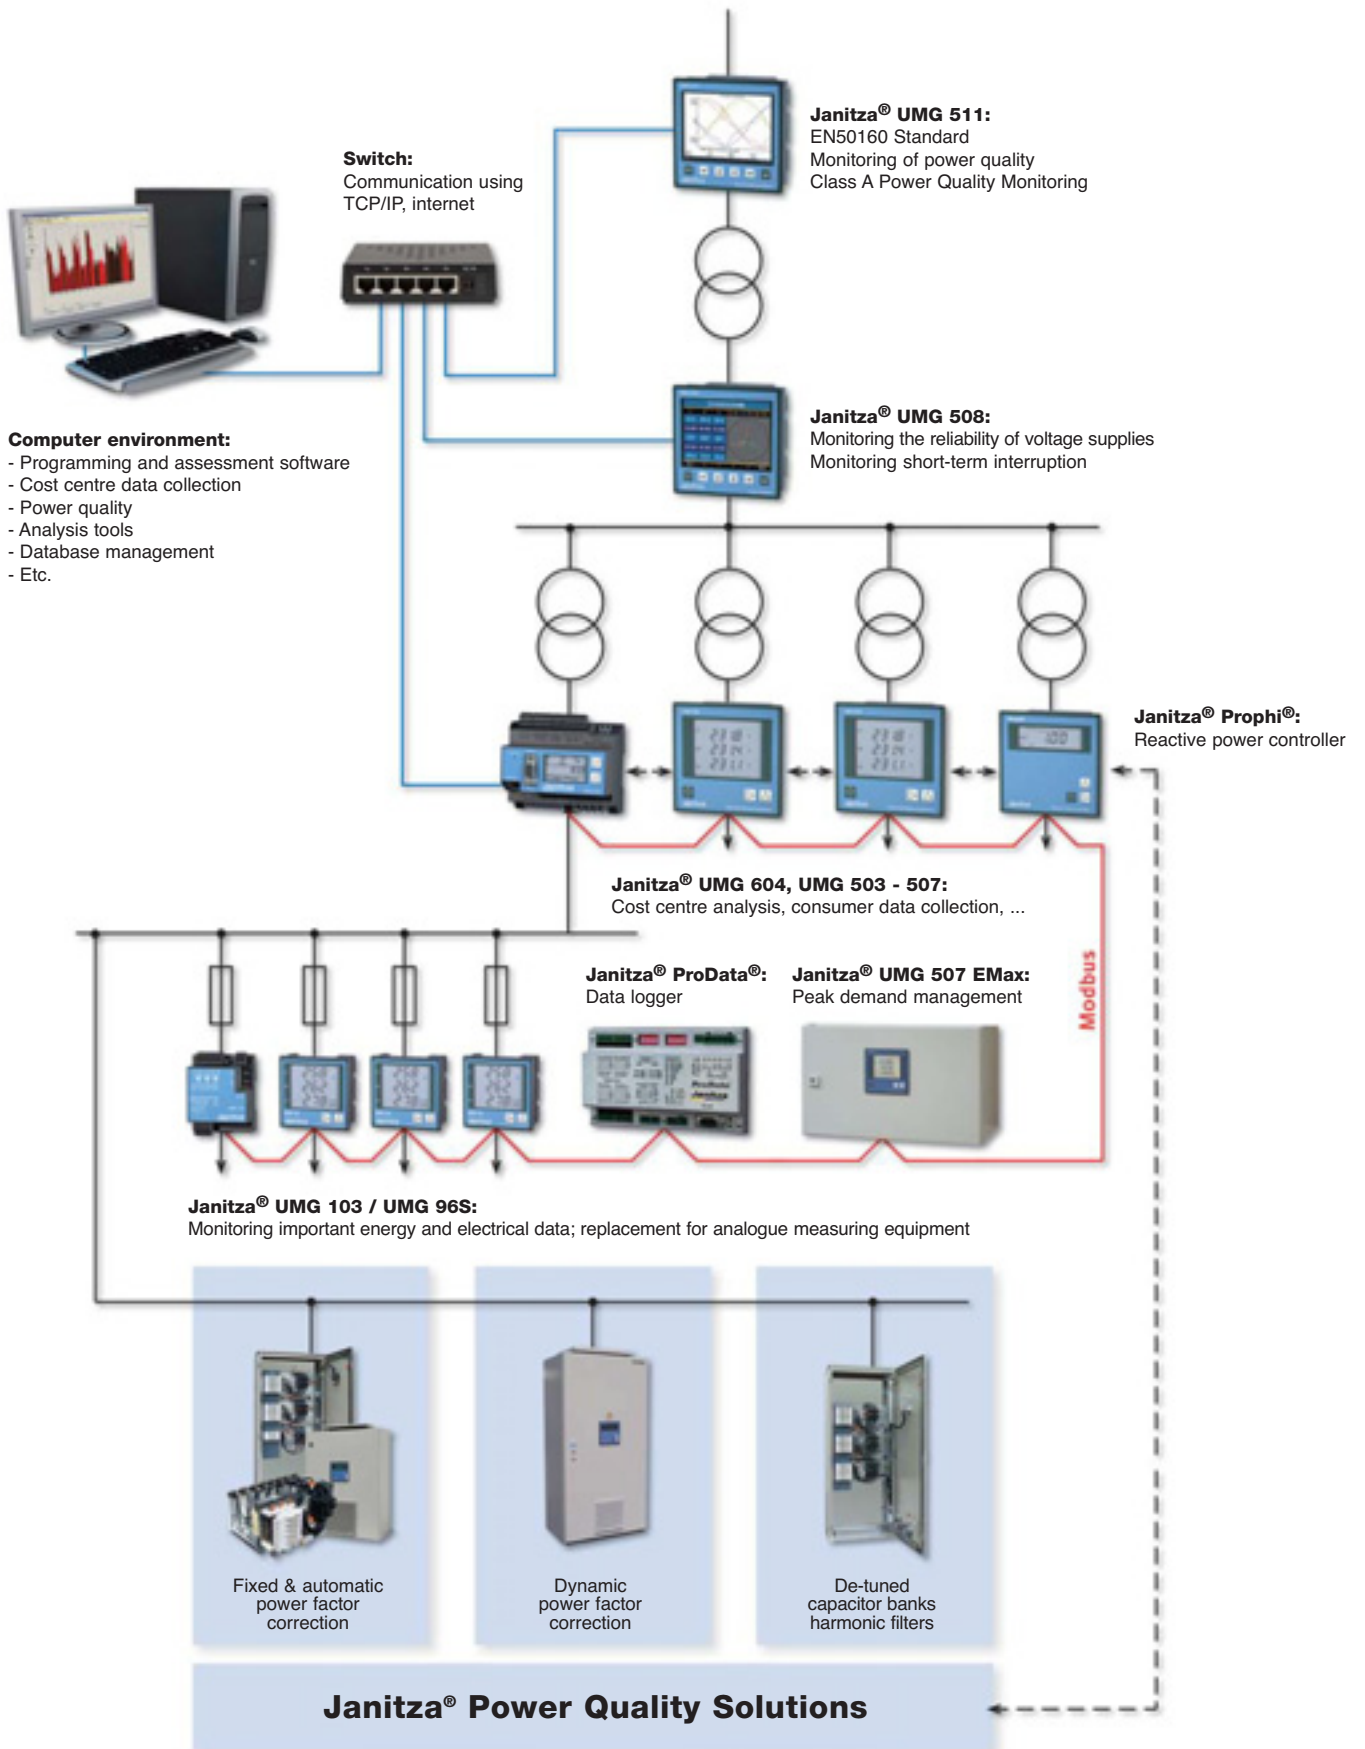 Janitza® UMG 511:
EN50160 Standard
Monitoring of power quality
Class A Power Quality Monitoring
Switch:
Communication using
TCP/IP, internet
Computer environment:
- Programming and assessment software
- Cost centre data collection
- Power quality
- Analysis tools
- Database management
- Etc.
Janitza® UMG 508:
Monitoring the reliability of voltage supplies
Monitoring short-term interruption
Janitza® Prophi®:
Reactive power controller
Janitza® UMG 604, UMG 503 - 507:
Cost centre analysis, consumer data collection, ...
Janitza® ProData®:
Data logger
Janitza® UMG 507 EMax:
Peak demand management
Modbus
Janitza® UMG 103 / UMG 96S:
Monitoring important energy and electrical data; replacement for analogue measuring equipment
Fixed & automatic
power factor
correction
Dynamic
power factor
correction
De-tuned
capacitor banks
harmonic filters
Janitza® Power Quality Solutions